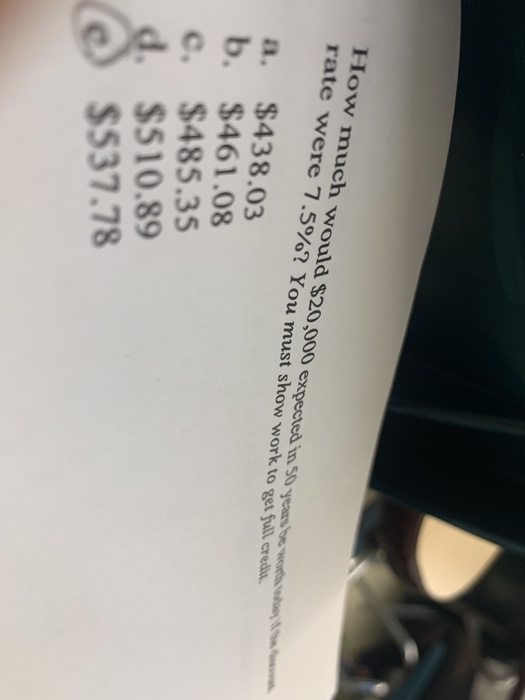 How much would $20,000 expected in 50 years be worth today if the
rate were 7.5%? You must show work to get full credit.
a. $438.03
b. $461.08
c. $485.35
d. $510.89
e. $537.78